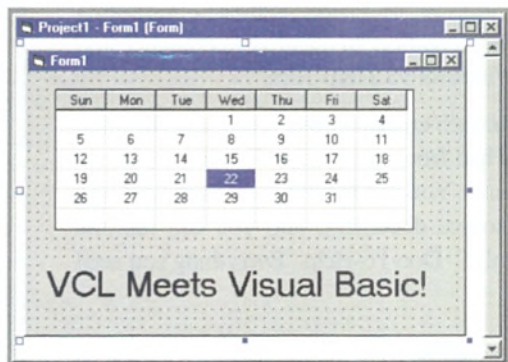 Project1 - Form1 (Form)
Form1
Sun Mon Tue Wed Thu Fri Sat
1 2 3 4
5 6 7 8 9 10 11
12 13 14 15 16 17 18
19 20 21 22 23 24 25
26 27 28 29 30 31
VCL Meets Visual Basic!